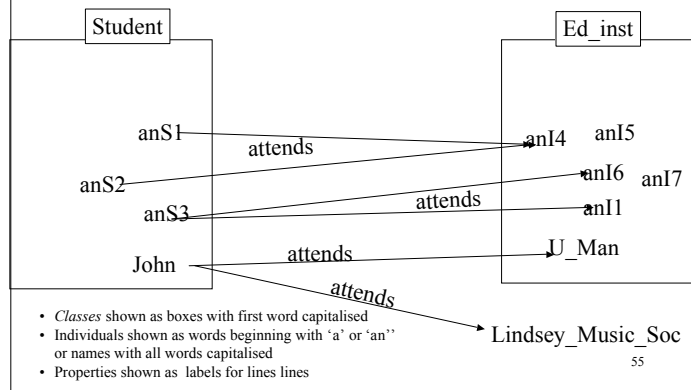 Student
Ed_inst
anS1
attends
anI4
anI5
anS2
anI6
anI7
anS3
attends
anI1
John
attends
U_Man
attends
Lindsey_Music_Soc
• Classes shown as boxes with first word capitalised
• Individuals shown as words beginning with ‘a’ or ‘an’’
or names with all words capitalised
• Properties shown as labels for lines lines
55